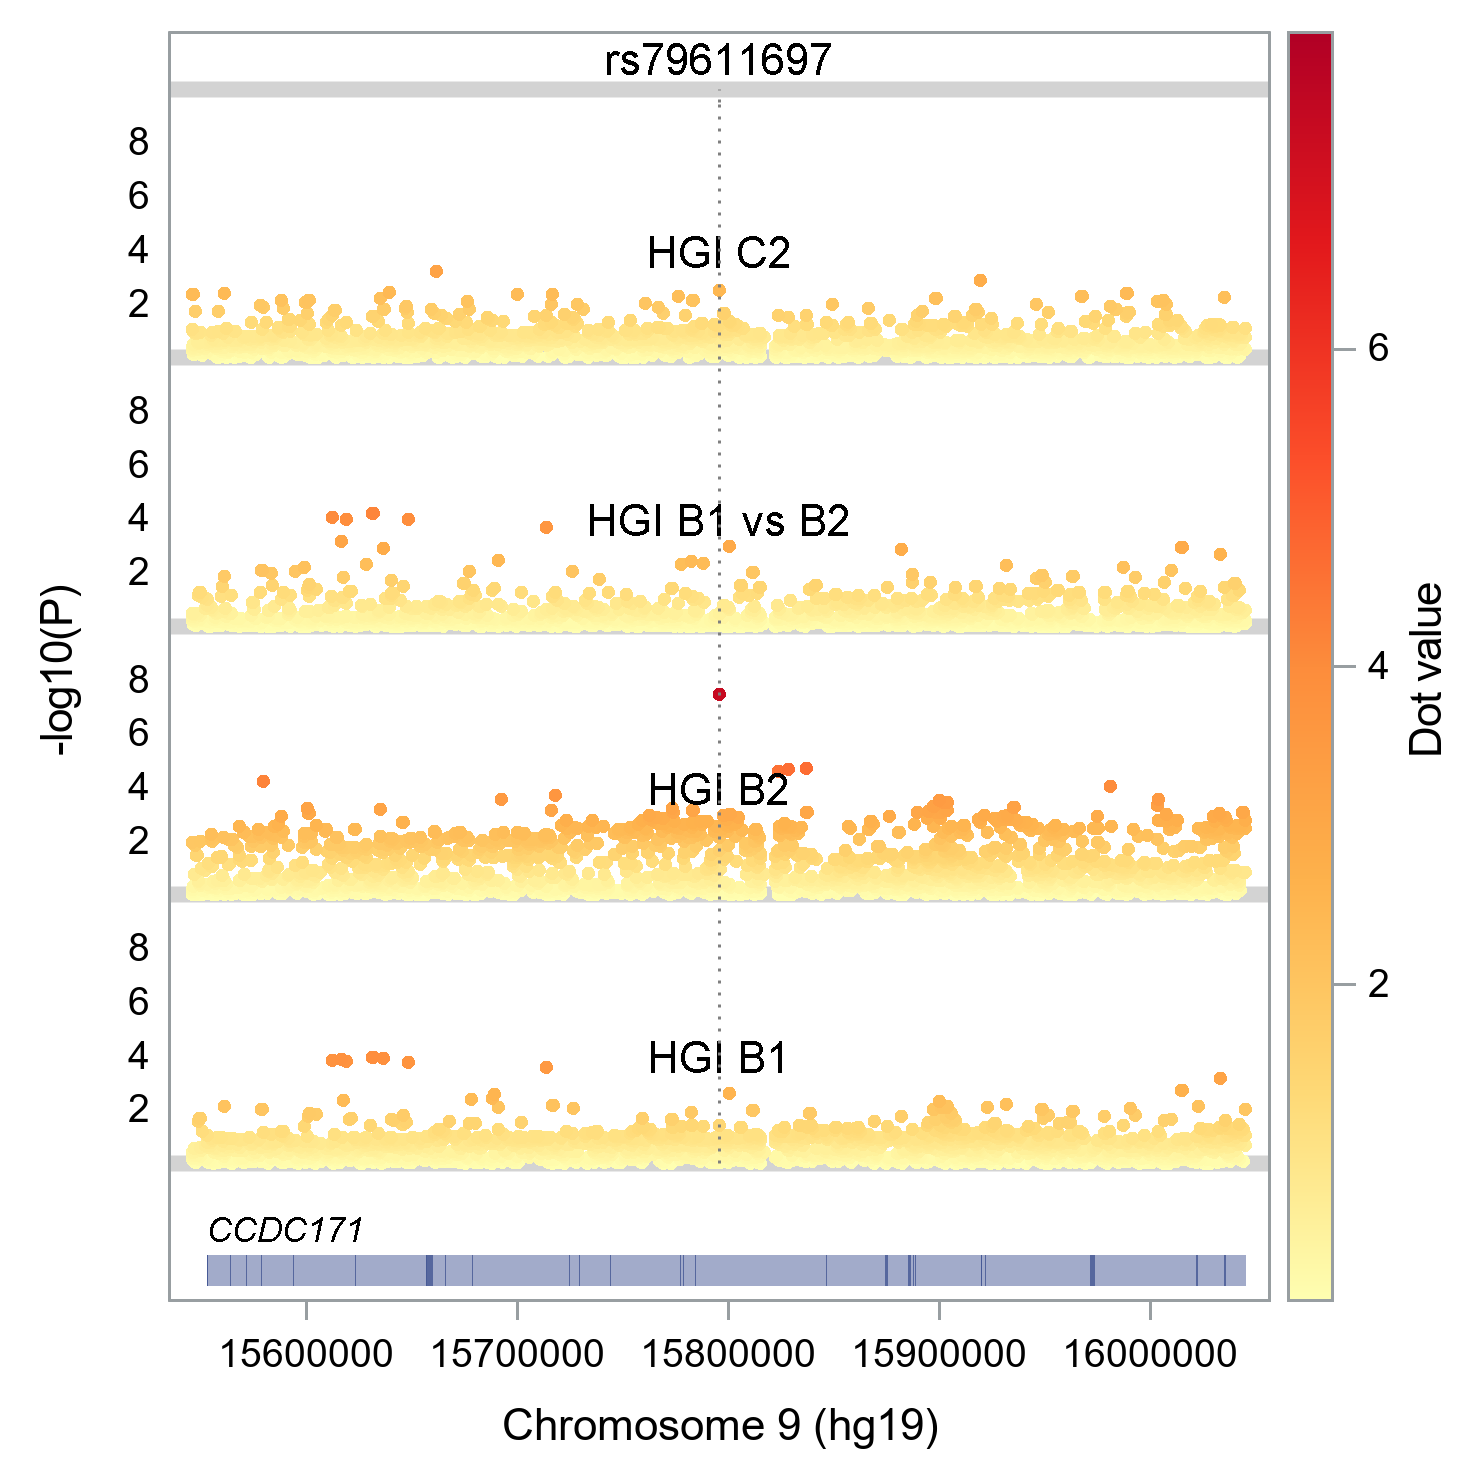 rs79611697
8
6
4
2
HGI C2
8
6
4
2
HGI B1 vs B2
8
6
4
2
HGI B2
8
6
4
2
HGI B1
-log10(P)
CCDC171
15600000 15700000 15800000 15900000 16000000
Chromosome 9 (hg19)
6
4
2
Dot value